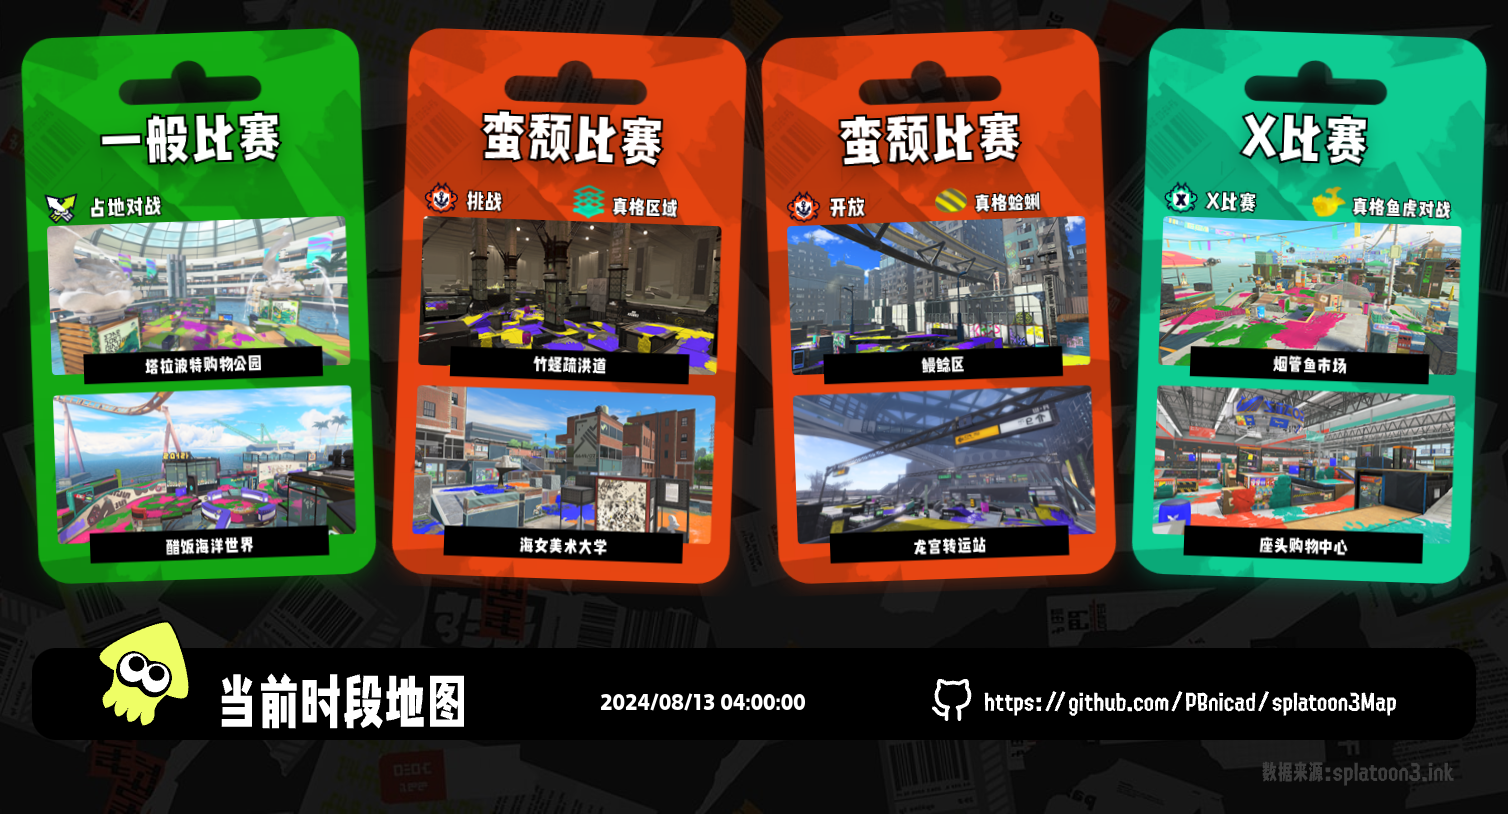 一般比赛
占地对战
塔拉波特购物公园
醋饭海洋世界
蛮颓比赛
挑战
真格区域
竹蛏疏洪道
海女美术大学
蛮颓比赛
开放
真格蛤蜊
鳗鲶区
龙宫转运站
X比赛
X比赛
真格鱼虎对战
烟管鱼市场
座头购物中心
当前时段地图
2024/08/13 04:00:00
https://github.com/PBnicad/splatoon3Map
数据来源:splatoon3.ink